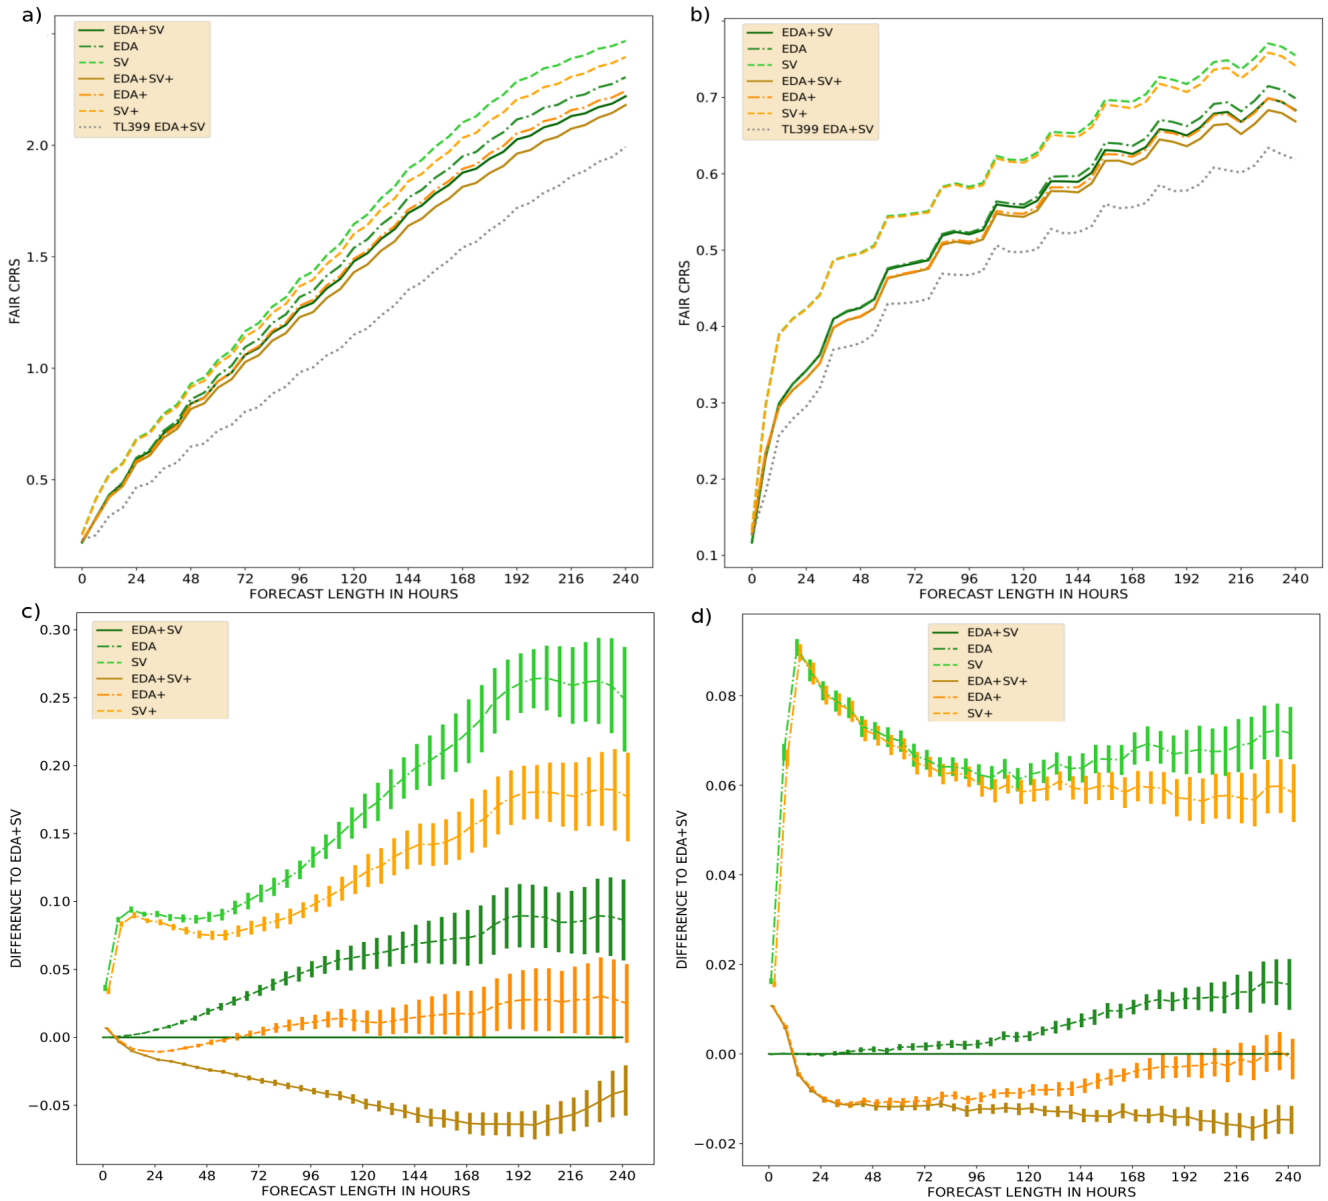 a)
EDA+SV
EDA
SV
EDA+SV+
EDA+
SV+
TL399 EDA+SV
FAIR CPRS
2.0
1.5
1.0
0.5
0 24 48 72 96 120 144 168 192 216 240
FORECAST LENGTH IN HOURS
b)
EDA+SV
EDA
SV
EDA+SV+
EDA+
SV+
TL399 EDA+SV
FAIR CPRS
0.7
0.6
0.5
0.4
0.3
0.2
0.1
0 24 48 72 96 120 144 168 192 216 240
FORECAST LENGTH IN HOURS
c)
EDA+SV
EDA
SV
EDA+SV+
EDA+
SV+
DIFFERENCE TO EDA+SV
0.30
0.25
0.20
0.15
0.10
0.05
0.00
−0.05
0 24 48 72 96 120 144 168 192 216 240
FORECAST LENGTH IN HOURS
d)
EDA+SV
EDA
SV
EDA+SV+
EDA+
SV+
DIFFERENCE TO EDA+SV
0.08
0.06
0.04
0.02
0.00
−0.02
0 24 48 72 96 120 144 168 192 216 240
FORECAST LENGTH IN HOURS